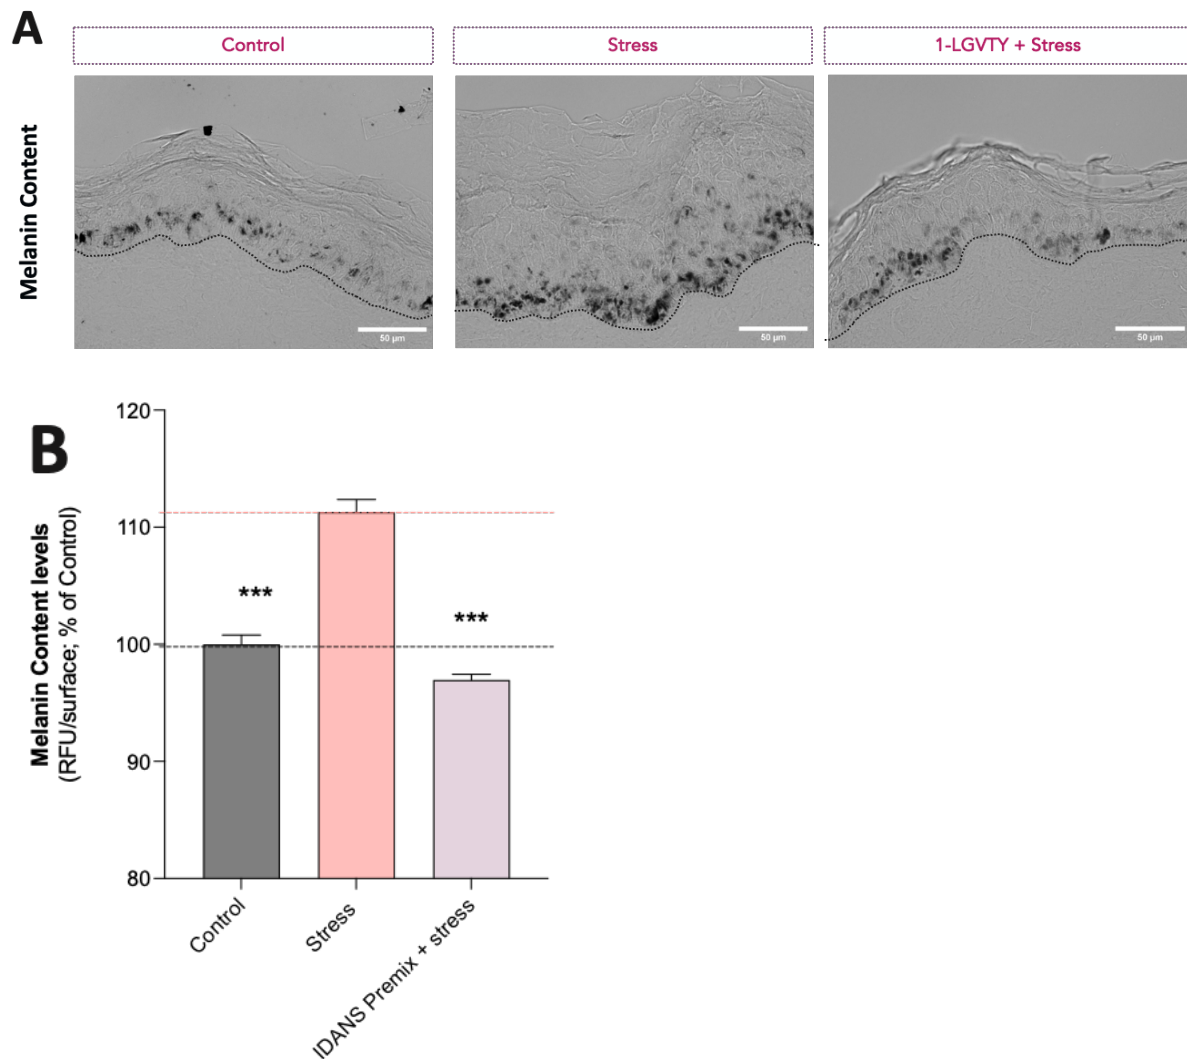 A
Control
Stress
1-LGVTY + Stress
Melanin Content
50 µm
50 µm
50 µm
B
Melanin Content levels
(RFU/surface; % of Control)
120
110
100
90
80
***
***
Control
Stress
IDANS Premix + stress